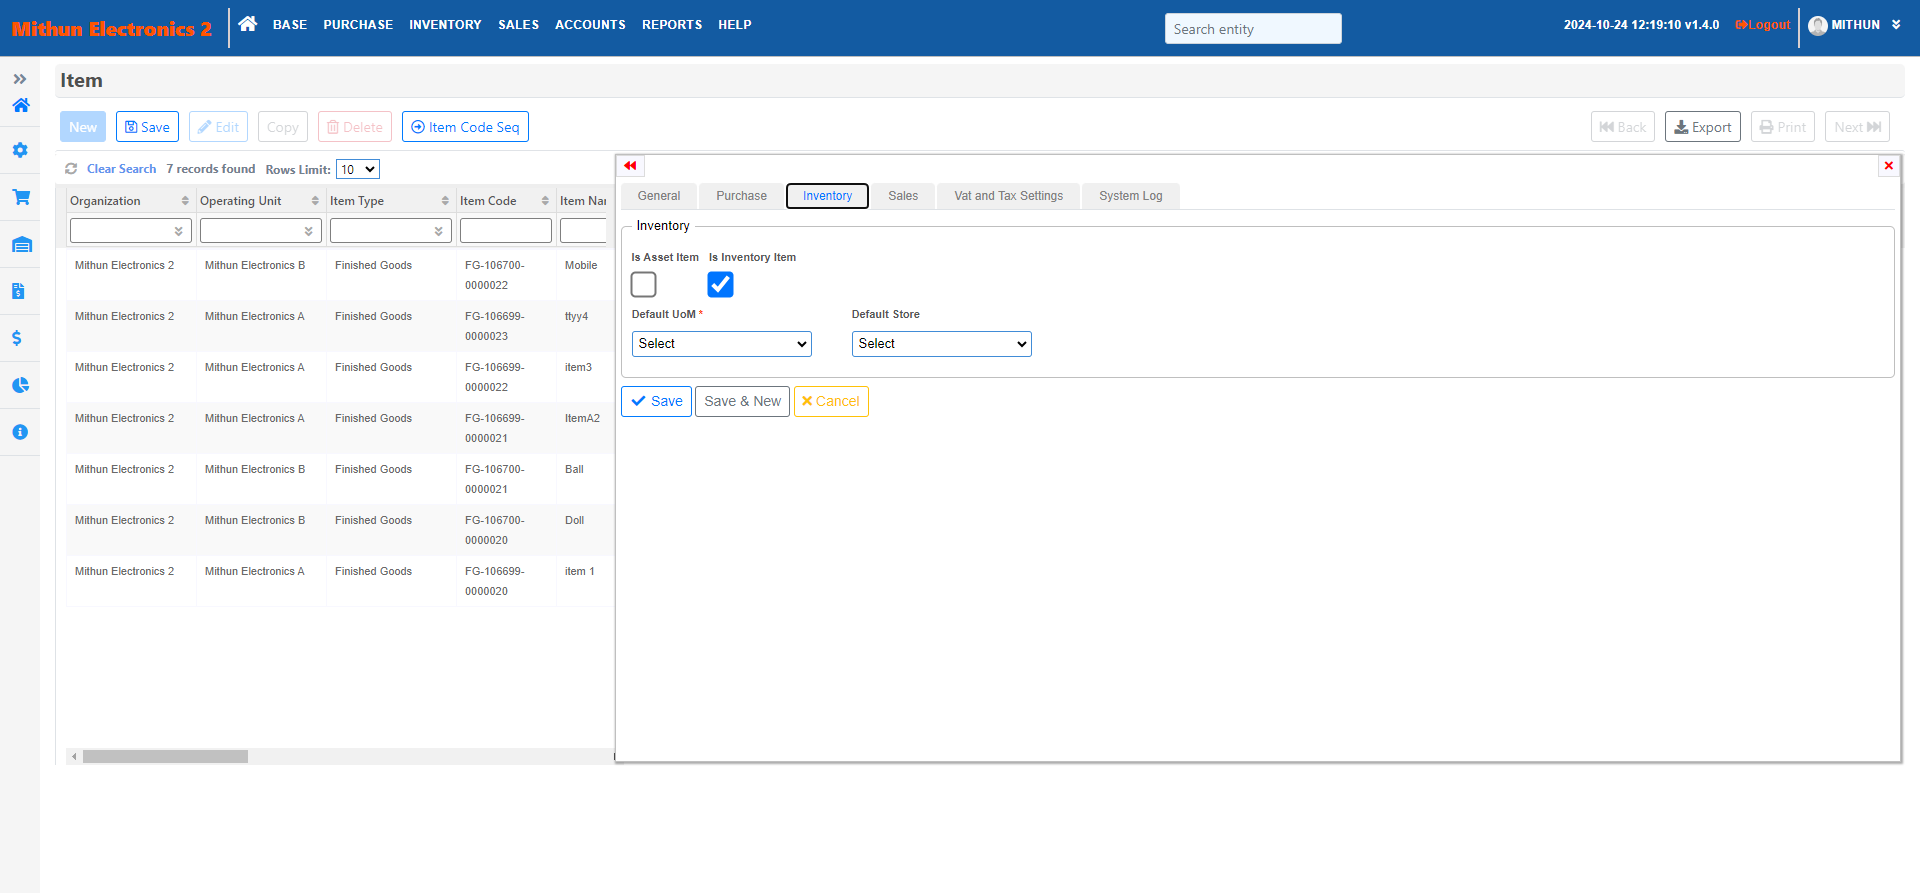 Mithun Electronics 2
BASE PURCHASE INVENTORY SALES ACCOUNTS REPORTS HELP
Search entity
2024-10-24 12:19:10 v1.4.0 Logout MITHUN
Item
New Save Edit Copy Delete Item Code Seq
Back Export Print Next
Clear Search 7 records found Rows Limit: 10
Organization Operating Unit Item Type Item Code
Mithun Electronics 2 Mithun Electronics B Finished Goods FG-106700-0000022 Mobile
Mithun Electronics 2 Mithun Electronics A Finished Goods FG-106699-0000023 ttyy4
Mithun Electronics 2 Mithun Electronics A Finished Goods FG-106699-0000022 item3
Mithun Electronics 2 Mithun Electronics A Finished Goods FG-106699-0000021 ItemA2
Mithun Electronics 2 Mithun Electronics B Finished Goods FG-106700-0000021 Ball
Mithun Electronics 2 Mithun Electronics B Finished Goods FG-106700-0000020 Doll
Mithun Electronics 2 Mithun Electronics A Finished Goods FG-106699-0000020 item 1
General Purchase Inventory Sales Vat and Tax Settings System Log
Inventory
Is Asset Item Is Inventory Item
Default UoM * Default Store
Select Select
Save Save & New Cancel